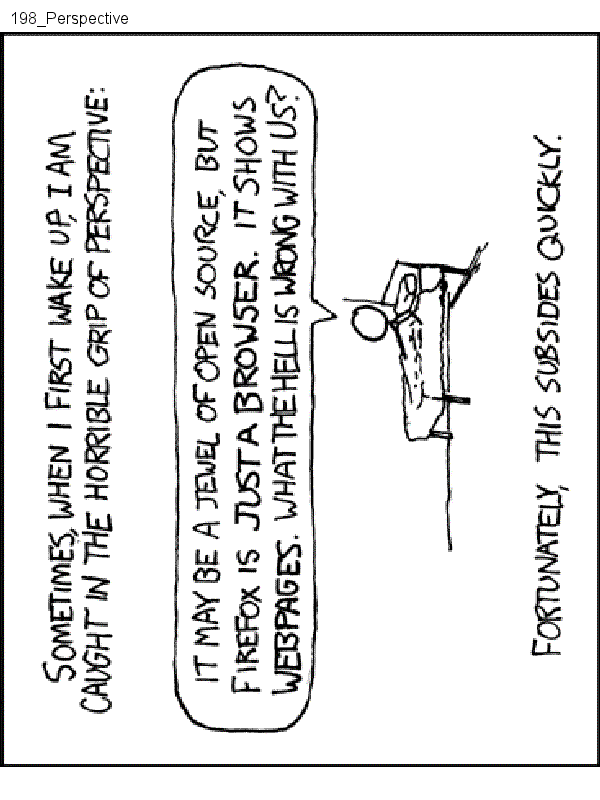 198_Perspective
SOMETIMES, WHEN I FIRST WAKE UP, I AM
CAUGHT IN THE HORRIBLE GRIP OF PERSPECTIVE:
IT MAY BE A JEWEL OF OPEN SOURCE, BUT
FIREFOX IS JUST A BROWSER. IT SHOWS
WEBPAGES. WHAT THE HELL IS WRONG WITH US?
FORTUNATELY, THIS SUBSIDES QUICKLY.